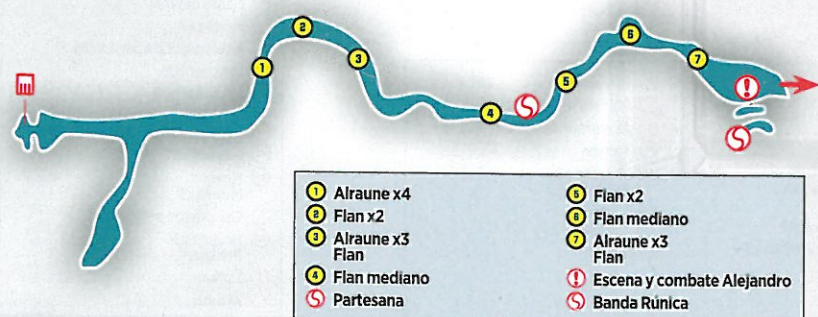 2
6
1
3
7
5
4
1 Alraune x4
2 Flan x2
3 Alraune x3
Flan
4 Flan mediano
Partesana
5 Flan x2
6 Flan mediano
7 Alraune x3
Flan
! Escena y combate Alejandro
Banda Rúnica